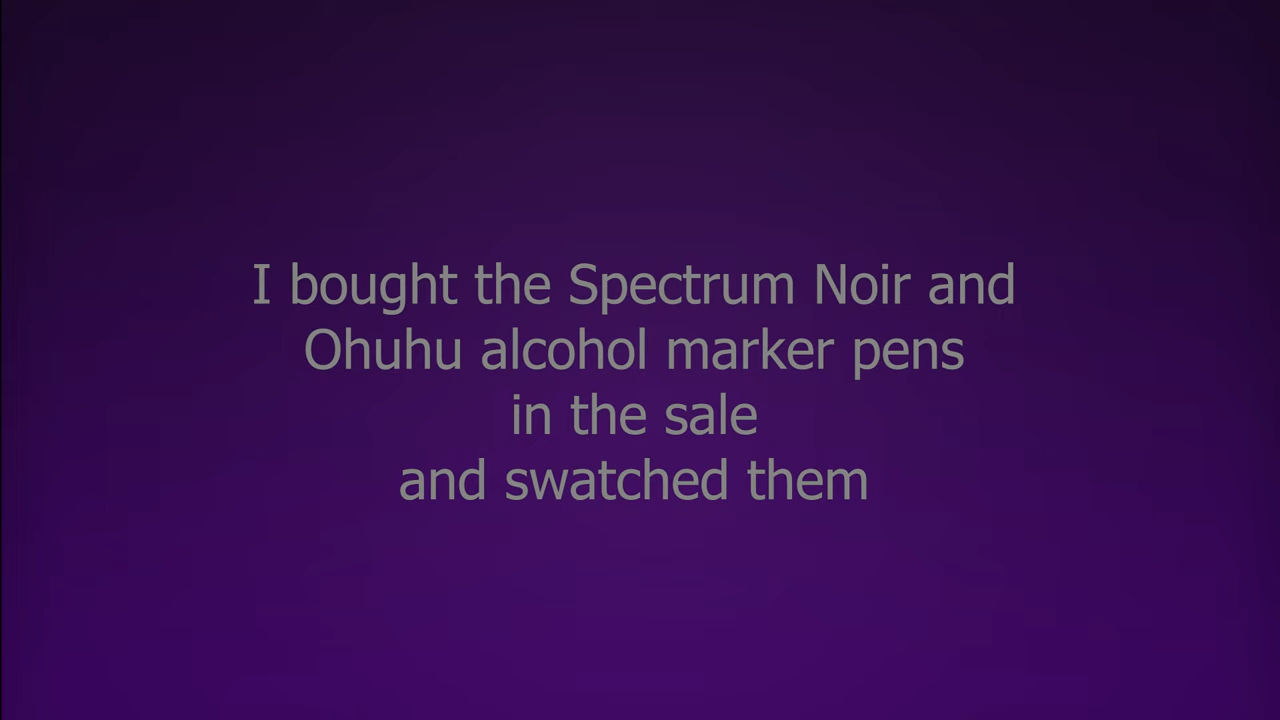 I bought the Spectrum Noir and
Ohuhu alcohol marker pens
in the sale
and swatched them